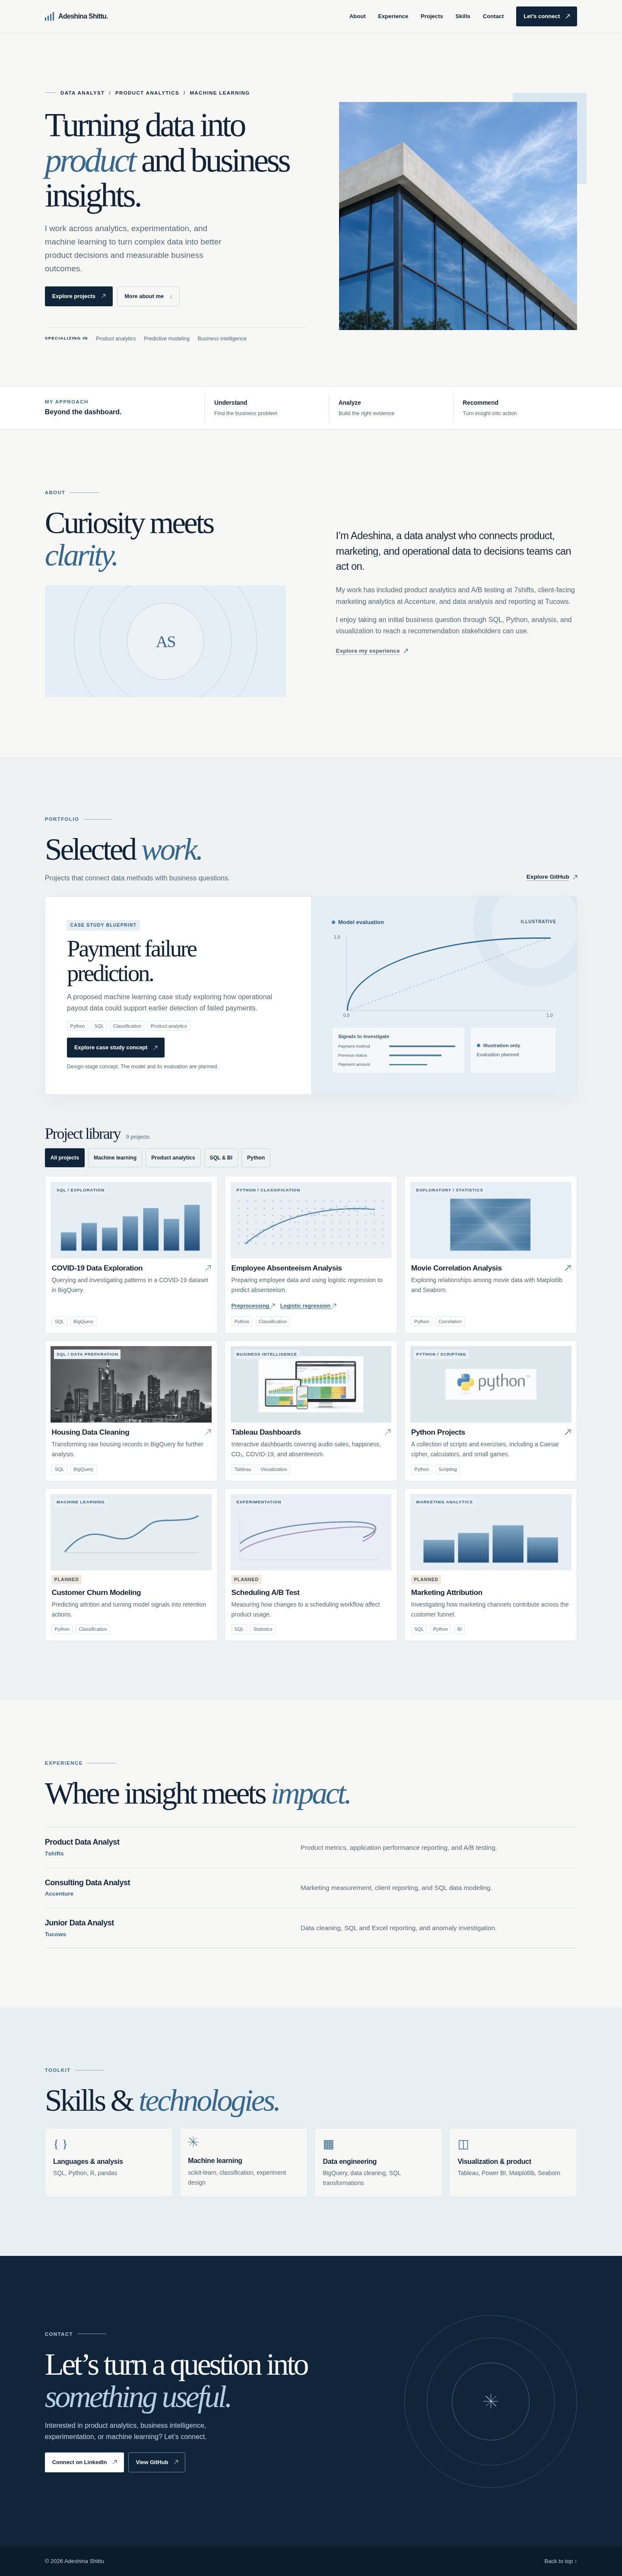 Adeshina Shittu.
About
Experience
Projects
Skills
Contact
Let's connect ↗
DATA ANALYST / PRODUCT ANALYTICS / MACHINE LEARNING
Turning data into
product and business
insights.
I work across analytics, experimentation, and
machine learning to turn complex data into better
product decisions and measurable business
outcomes.
Explore projects ↗
More about me ↓
SPECIALIZING IN
Product analytics
Predictive modeling
Business intelligence
MY APPROACH
Beyond the dashboard.
Understand
Find the business problem
Analyze
Build the right evidence
Recommend
Turn insight into action
ABOUT
Curiosity meets
clarity.
AS
I'm Adeshina, a data analyst who connects product,
marketing, and operational data to decisions teams can
act on.
My work has included product analytics and A/B testing at 7shifts, client-facing
marketing analytics at Accenture, and data analysis and reporting at Tucows.
I enjoy taking an initial business question through SQL, Python, analysis, and
visualization to reach a recommendation stakeholders can use.
Explore my experience ↗
PORTFOLIO
Selected work.
Projects that connect data methods with business questions.
Explore GitHub ↗
CASE STUDY BLUEPRINT
Payment failure
prediction.
A proposed machine learning case study exploring how operational
payout data could support earlier detection of failed payments.
Python
SQL
Classification
Product analytics
Explore case study concept ↗
Design-stage concept. The model and its evaluation are planned.
Model evaluation
ILLUSTRATIVE
1.0
0.0
1.0
Signals to investigate
Payment method
Previous status
Payment amount
Illustration only
Evaluation planned
Project library
9 projects
All projects
Machine learning
Product analytics
SQL & BI
Python
SQL / EXPLORATION
COVID-19 Data Exploration ↗
Querying and investigating patterns in a COVID-19 dataset
in BigQuery.
SQL
BigQuery
PYTHON / CLASSIFICATION
Employee Absenteeism Analysis
Preparing employee data and using logistic regression to
predict absenteeism.
Preprocessing ↗
Logistic regression ↗
Python
Classification
EXPLORATORY / STATISTICS
Movie Correlation Analysis ↗
Exploring relationships among movie data with Matplotlib
and Seaborn.
Python
Correlation
SQL / DATA PREPARATION
Housing Data Cleaning ↗
Transforming raw housing records in BigQuery for further
analysis.
SQL
BigQuery
BUSINESS INTELLIGENCE
Tableau Dashboards ↗
Interactive dashboards covering audio sales, happiness,
CO₂, COVID-19, and absenteeism.
Tableau
Visualization
PYTHON / SCRIPTING
python™
Python Projects ↗
A collection of scripts and exercises, including a Caesar
cipher, calculators, and small games.
Python
Scripting
MACHINE LEARNING
PLANNED
Customer Churn Modeling
Predicting attrition and turning model signals into retention
actions.
Python
Classification
EXPERIMENTATION
PLANNED
Scheduling A/B Test
Measuring how changes to a scheduling workflow affect
product usage.
SQL
Statistics
MARKETING ANALYTICS
PLANNED
Marketing Attribution
Investigating how marketing channels contribute across the
customer funnel.
SQL
Python
BI
EXPERIENCE
Where insight meets impact.
Product Data Analyst
7shifts
Product metrics, application performance reporting, and A/B testing.
Consulting Data Analyst
Accenture
Marketing measurement, client reporting, and SQL data modeling.
Junior Data Analyst
Tucows
Data cleaning, SQL and Excel reporting, and anomaly investigation.
TOOLKIT
Skills & technologies.
{ }
Languages & analysis
SQL, Python, R, pandas
Machine learning
scikit-learn, classification, experiment
design
Data engineering
BigQuery, data cleaning, SQL
transformations
Visualization & product
Tableau, Power BI, Matplotlib, Seaborn
CONTACT
Let's turn a question into
something useful.
Interested in product analytics, business intelligence,
experimentation, or machine learning? Let's connect.
Connect on LinkedIn ↗
View GitHub ↗
© 2026 Adeshina Shittu
Back to top ↑